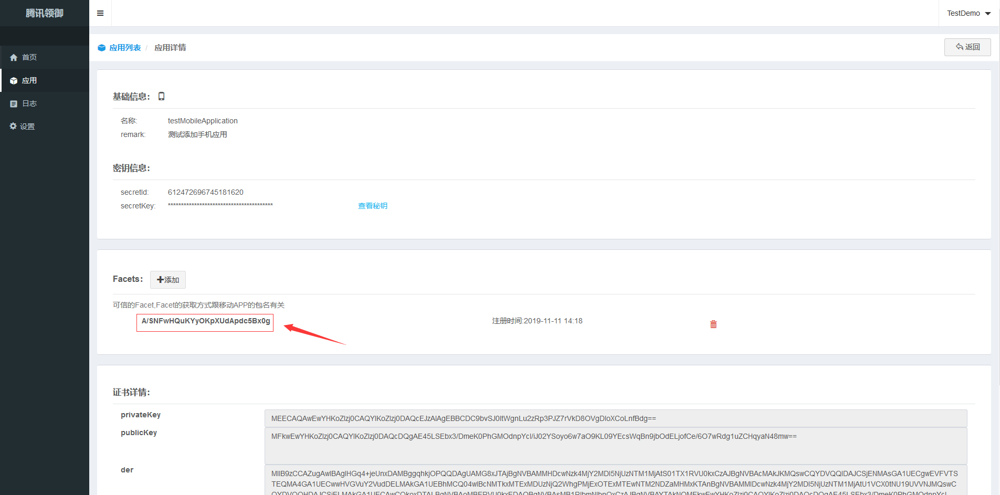 腾讯领御
TestDemo
首页
应用
日志
设置
应用列表 / 应用详情
返回
基础信息：
名称: testMobileApplication
remark: 测试添加手机应用
密钥信息：
secretId: 612472696745181620
secretKey: **************************************** 查看秘钥
Facets： 添加
可信的Facet,Facet的获取方式跟移动APP的包名有关
A/SNFwHQuKYyOKpXUdApdc5Bx0g 注册时间:2019-11-11 14:18
证书详情：
privateKey MEECAQAwEwYHKoZIzj0CAQYIKoZIzj0DAQcEJzAlAgEBBCDC9bvSJ0ltWgnLu2zRp3PJZ7rVkD8OVgDloXCoLnfBdg==
publicKey MFkwEwYHKoZIzj0CAQYIKoZIzj0DAQcDQgAE45LSEbx3/DmeK0PhGMOdnpYcl/iJ02YSoyo6w7aO9KL09YEcsWqBn9jbOdELjofCe/6O7wRdg1uZCHqyaN48mw==
der MIIB9zCCAZugAwIBAgIHGq4+jeUnxDAMBggqhkjOPQQDAgUAMG8xJTAjBgNVBAMMHDcwNzk4MjY2MDI5NjUzNTM1MjAtS01TX1RVU0kxCzAJBgNVBAcMAkJKMQswCQYDVQQIDAJCSjENMAsGA1UECgwEVFVTS
TEQMA4GA1UECwwHVGVuY2VudDELMAkGA1UEBhMCQ04wIBcNMTkxMTExMDUzNjQ2WhgPMjExOTExMTEwNTM2NDZaMHMxKTAnBgNVBAMMIDcwNzk4MjY2MDI5NjUzNTM1MjAtU1VCX0tNU19UVVNJMQswC